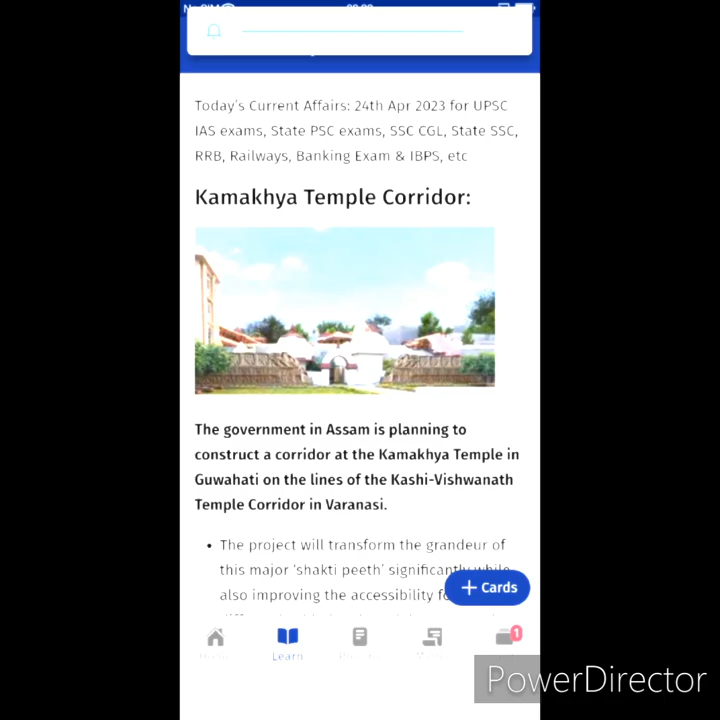 Today's Current Affairs: 24th Apr 2023 for UPSC
IAS exams, State PSC exams, SSC CGL, State SSC,
RRB, Railways, Banking Exam & IBPS, etc
Kamakhya Temple Corridor:
The government in Assam is planning to
construct a corridor at the Kamakhya Temple in
Guwahati on the lines of the Kashi-Vishwanath
Temple Corridor in Varanasi.
• The project will transform the grandeur of
this major 'shakti peeth' significantly while
also improving the accessibility
+ Cards
1
Learn
PowerDirector